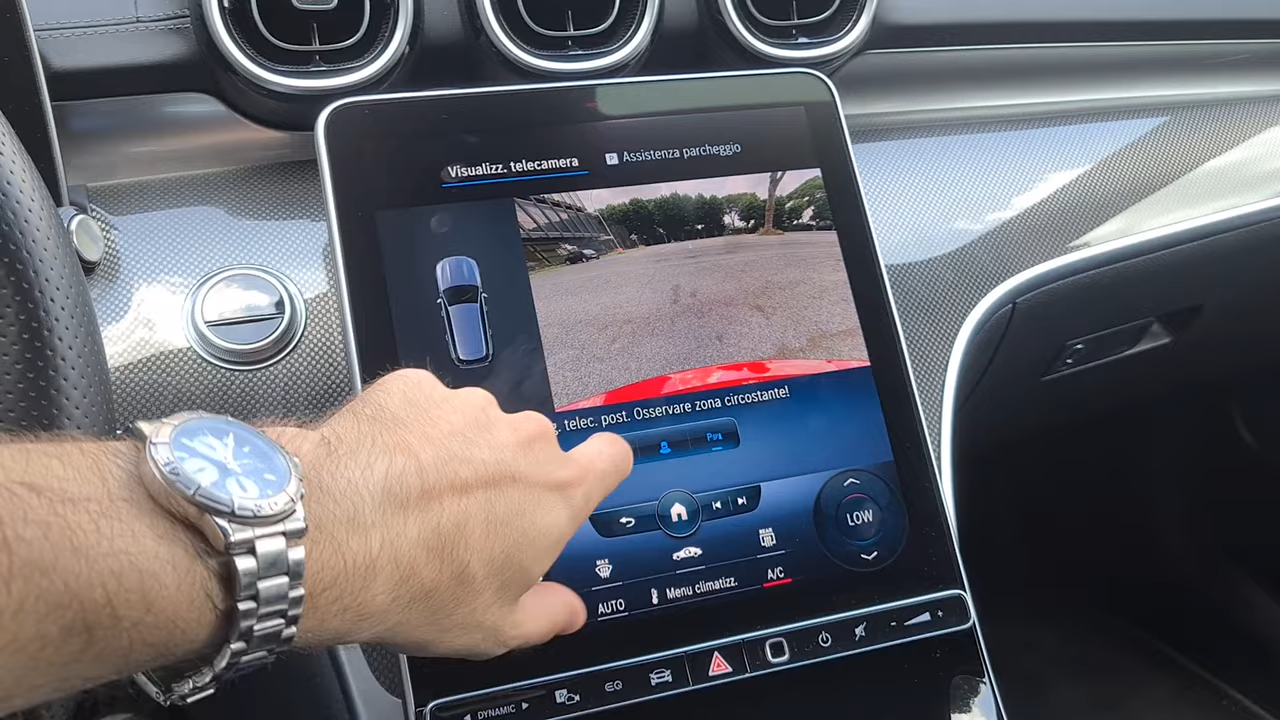 Visualizz. telecamera
P Assistenza parcheggio
telec. post. Osservare zona circostante!
MAX
REAR
LOW
AUTO
Menu climatizz.
A/C
DYNAMIC
P
EQ
- +